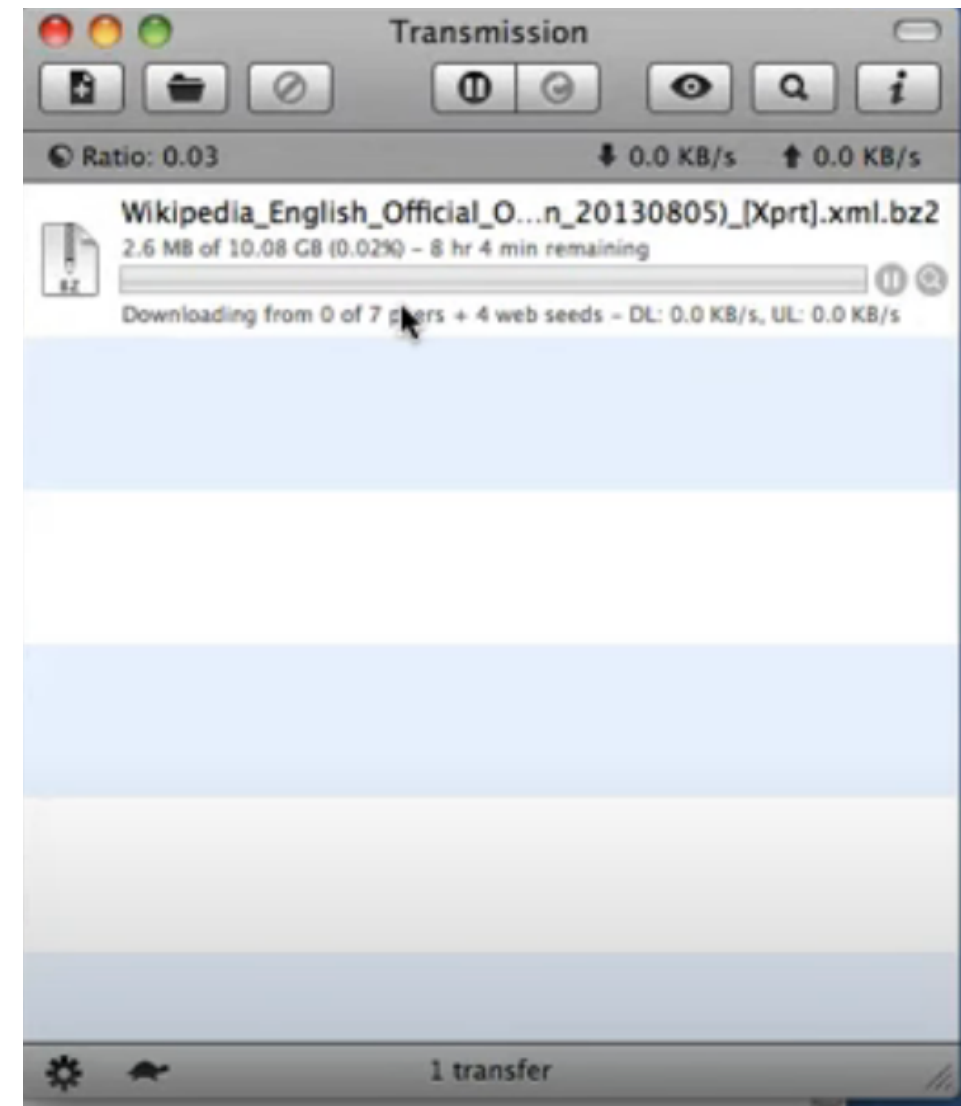 Transmission
Ratio: 0.03 0.0 KB/s 0.0 KB/s
Wikipedia_English_Official_O...n_20130805)_[Xprt].xml.bz2
2.6 MB of 10.08 GB (0.02%) – 8 hr 4 min remaining
BZ
Downloading from 0 of 7 peers + 4 web seeds – DL: 0.0 KB/s, UL: 0.0 KB/s
1 transfer